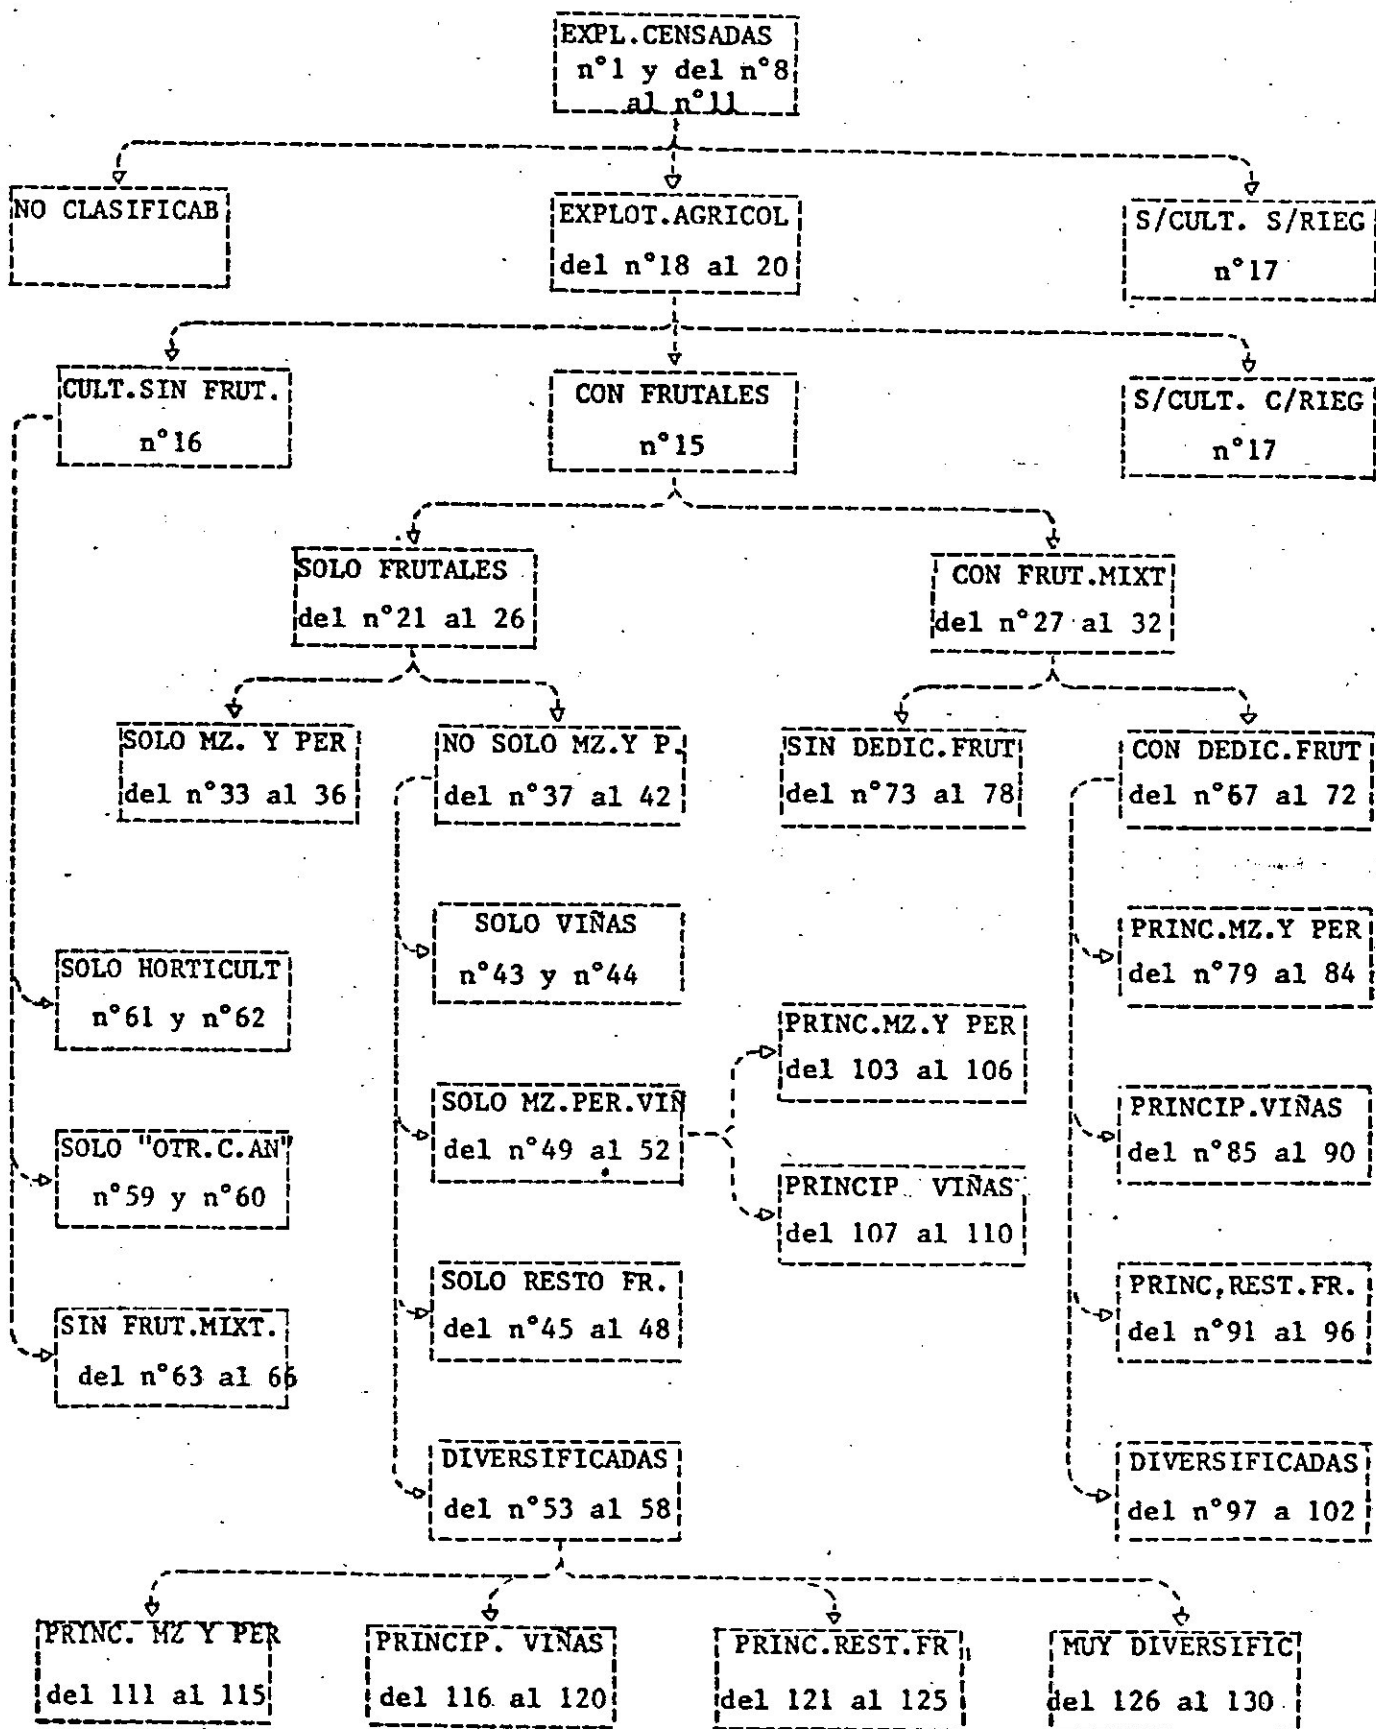 EXPL.CENSADAS
n°1 y del n°8
al n°11
NO CLASIFICAB
EXPLOT.AGRICOL
del n°18 al 20
S/CULT. S/RIEG
n°17
CULT.SIN FRUT.
n°16
CON FRUTALES
n°15
S/CULT. C/RIEG
n°17
SOLO FRUTALES
del n°21 al 26
CON FRUT.MIXT
del n°27 al 32
SOLO MZ. Y PER
del n°33 al 36
NO SOLO MZ.Y P.
del n°37 al 42
SIN DEDIC.FRUT
del n°73 al 78
CON DEDIC.FRUT
del n°67 al 72
SOLO VIÑAS
n°43 y n°44
PRINC.MZ.Y PER
del n°79 al 84
SOLO HORTICULT
n°61 y n°62
PRINC.MZ.Y PER
del 103 al 106
SOLO MZ.PER.VIÑ
del n°49 al 52
PRINCIP.VIÑAS
del n°85 al 90
SOLO "OTR.C.AN"
n°59 y n°60
PRINCIP. VIÑAS
del 107 al 110
SOLO RESTO FR.
del n°45 al 48
PRINC,REST.FR.
del n°91 al 96
SIN FRUT.MIXT.
del n°63 al 66
DIVERSIFICADAS
del n°53 al 58
DIVERSIFICADAS
del n°97 a 102
PRINC. MZ Y PER
del 111 al 115
PRINCIP. VIÑAS
del 116 al 120
PRINC.REST.FR
del 121 al 125
MUY DIVERSIFIC
del 126 al 130